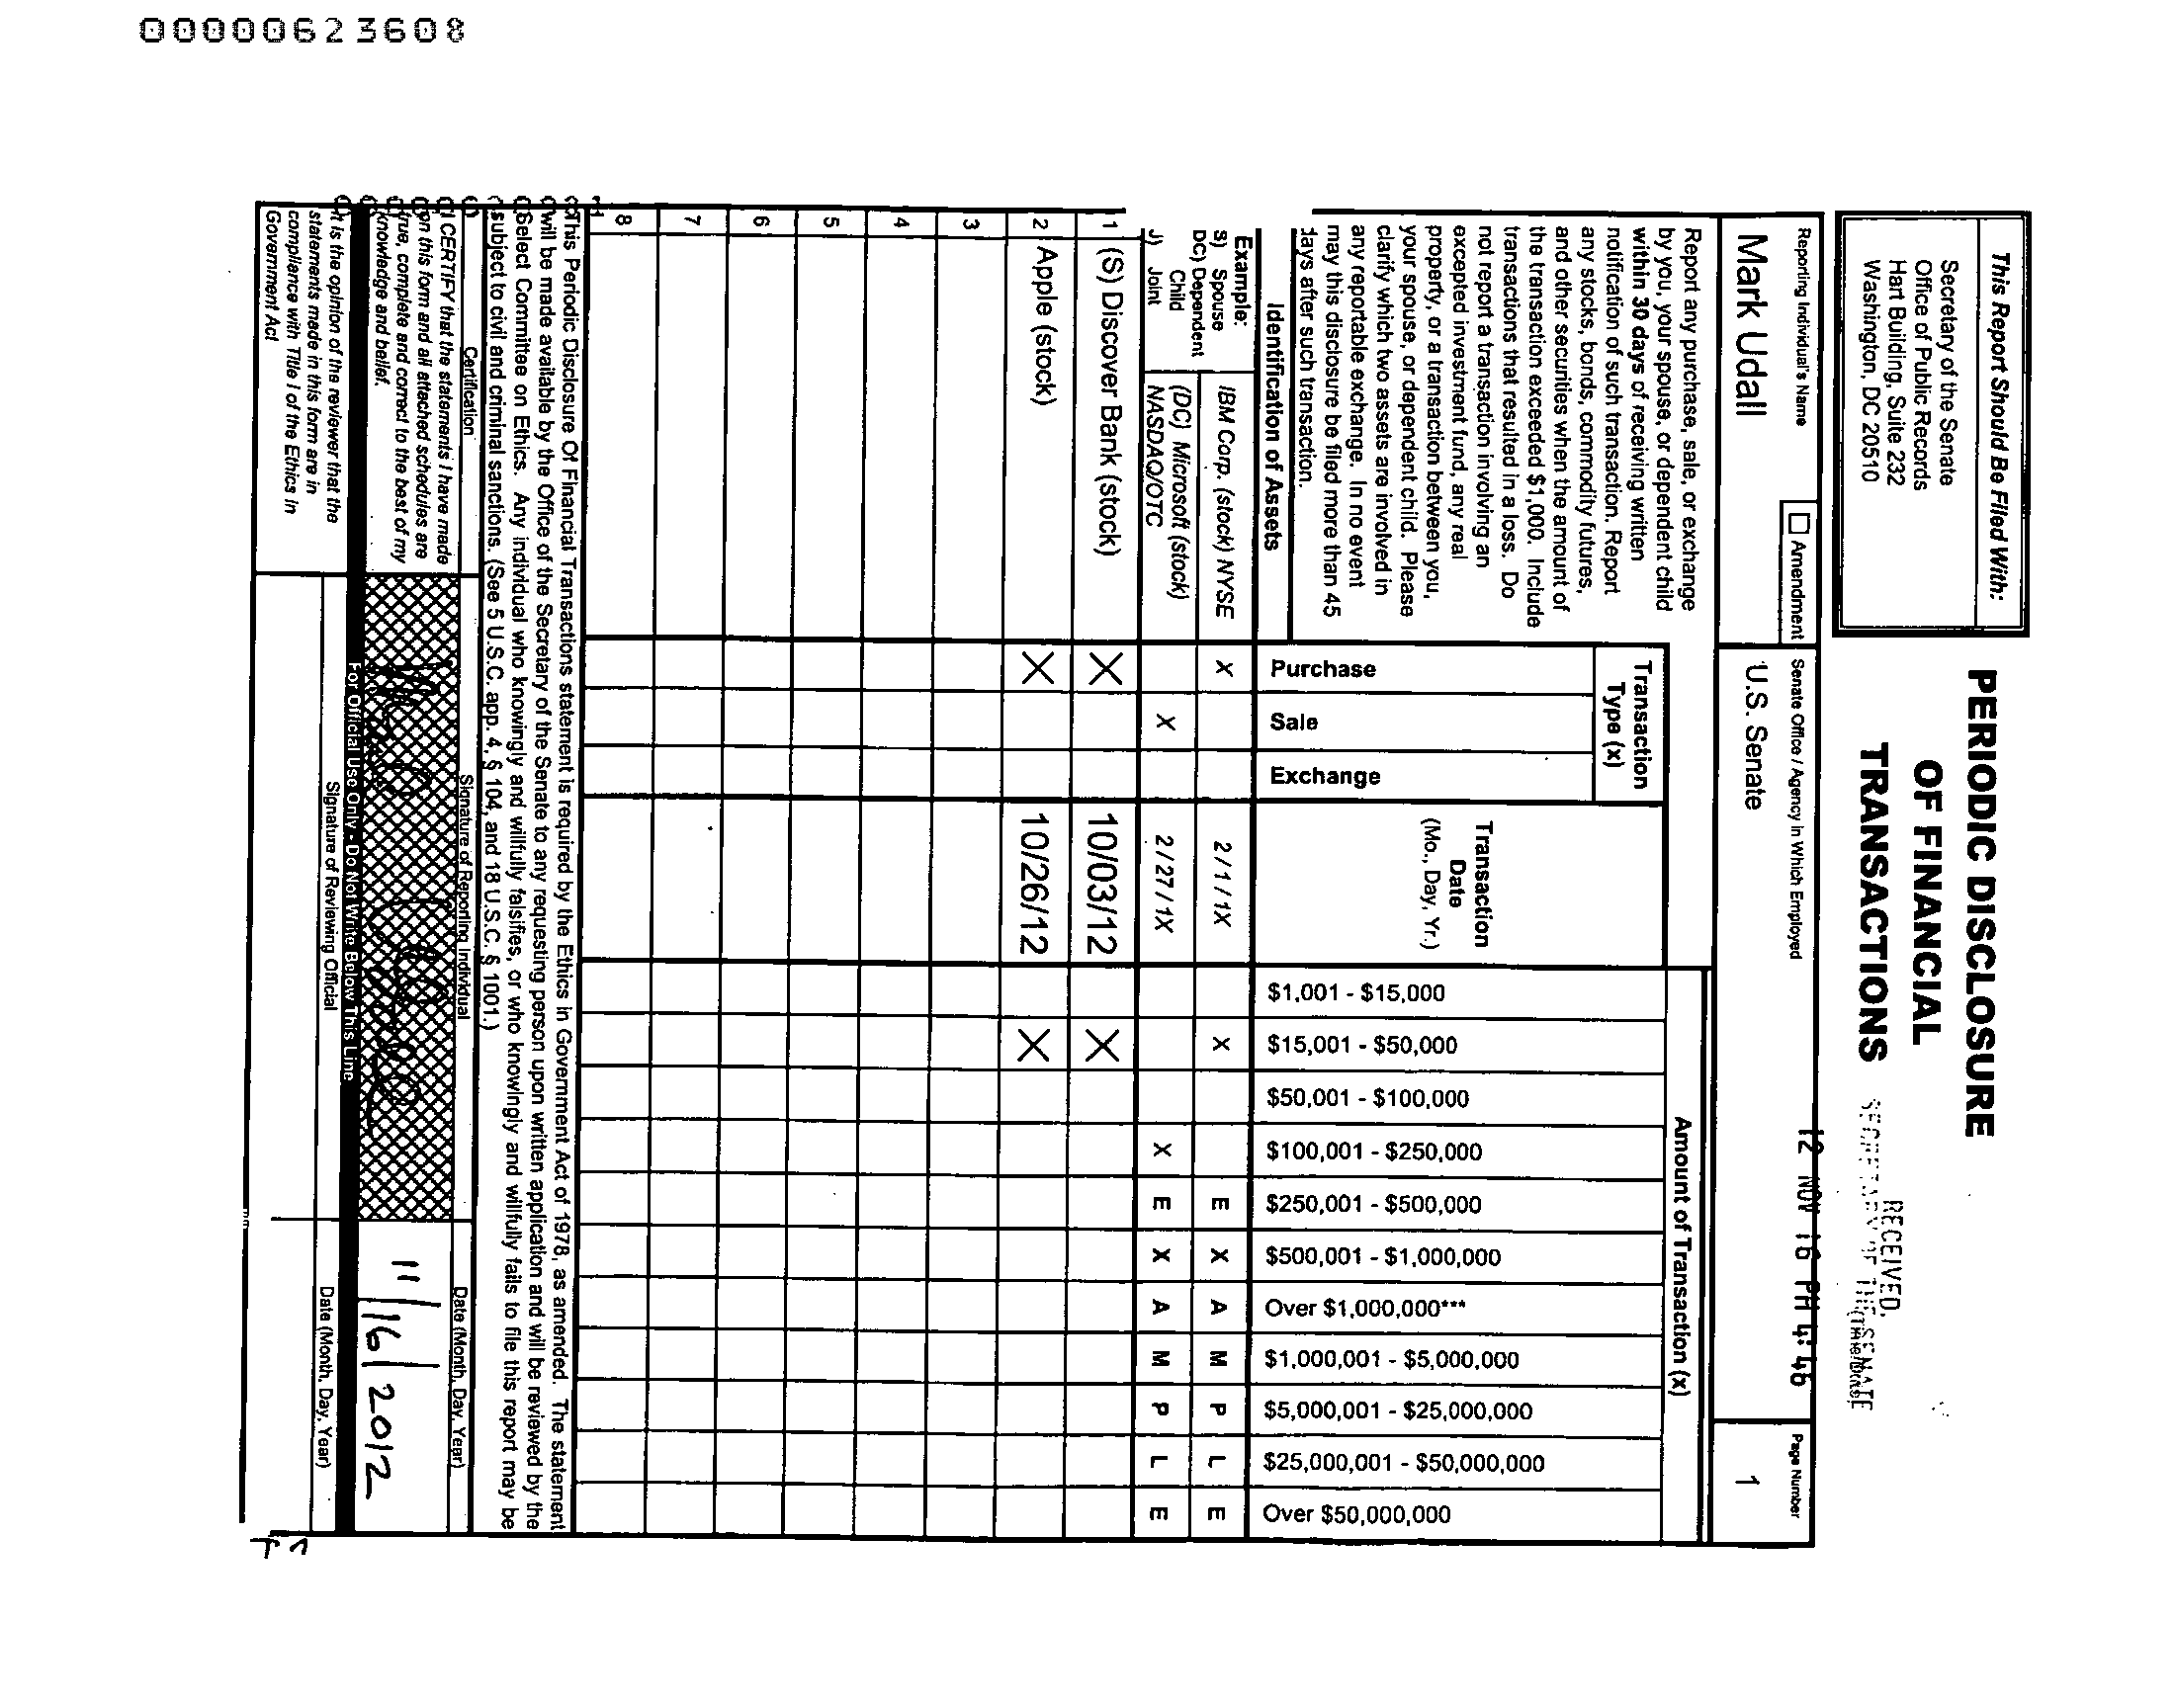 00000623608
This Report Should Be Filed With:
Secretary of the Senate
Office of Public Records
Hart Building, Suite 232
Washington, DC 20510
PERIODIC DISCLOSURE
OF FINANCIAL
TRANSACTIONS
RECEIVED
SECRETARY OF THE SENATE
12 NOV 16 PM 4:46
Reporting Individual's Name
Amendment
Mark Udall
Senate Office / Agency in Which Employed
U.S. Senate
Page Number
1
Report any purchase, sale, or exchange
by you, your spouse, or dependent child
within 30 days of receiving written
notification of such transaction. Report
any stocks, bonds, commodity futures,
and other securities when the amount of
the transaction exceeded $1,000. Include
transactions that resulted in a loss. Do
not report a transaction involving an
excepted investment fund, any real
property, or a transaction between you,
your spouse, or dependent child. Please
clarify which two assets are involved in
any reportable exchange. In no event
may this disclosure be filed more than 45
days after such transaction.
Identification of Assets
Transaction
Type (x)
Purchase
Sale
Exchange
Transaction
Date
(Mo., Day, Yr.)
Amount of Transaction (x)
$1,001 - $15,000
$15,001 - $50,000
$50,001 - $100,000
$100,001 - $250,000
$250,001 - $500,000
$500,001 - $1,000,000
Over $1,000,000***
$1,000,001 - $5,000,000
$5,000,001 - $25,000,000
$25,000,001 - $50,000,000
Over $50,000,000
Example:
S) Spouse
DC) Dependent
Child
J) Joint
IBM Corp. (stock) NYSE X 2 / 1 / 1X X E X A M P L E
(DC) Microsoft (stock)
NASDAQ/OTC X 2 / 27 / 1X X E X A M P L E
1 (S) Discover Bank (stock) X 10/03/12 X
2 Apple (stock) X 10/26/12 X
3
4
5
6
7
8
This Periodic Disclosure Of Financial Transactions statement is required by the Ethics in Government Act of 1978, as amended. The statement
will be made available by the Office of the Secretary of the Senate to any requesting person upon written application and will be reviewed by the
Select Committee on Ethics. Any individual who knowingly and willfully falsifies, or who knowingly and willfully fails to file this report may be
subject to civil and criminal sanctions. (See 5 U.S.C. app. 4, § 104, and 18 U.S.C. § 1001.)
Certification
Signature of Reporting Individual
Date (Month, Day, Year)
I CERTIFY that the statements I have made
on this form and all attached schedules are
true, complete and correct to the best of my
knowledge and belief.
11/16/2012
For Official Use Only - Do Not Write Below This Line
It is the opinion of the reviewer that the
statements made in this form are in
compliance with Title I of the Ethics in
Government Act
Signature of Reviewing Official
Date (Month, Day, Year)